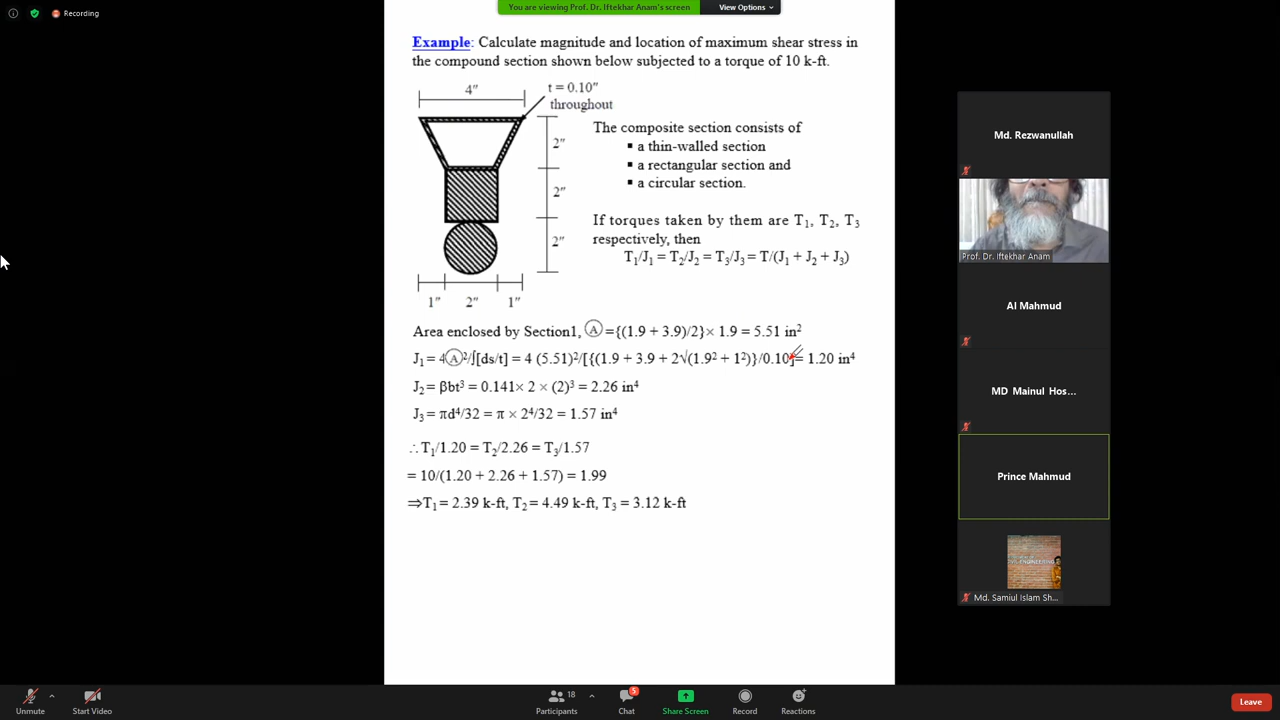 Recording
You are viewing Prof. Dr. Iftekhar Anam's screen
View Options
Example: Calculate magnitude and location of maximum shear stress in
the compound section shown below subjected to a torque of 10 k-ft.
4″
t = 0.10″
throughout
2″
2″
2″
1″ 2″ 1″
The composite section consists of
▪ a thin-walled section
▪ a rectangular section and
▪ a circular section.
If torques taken by them are T₁, T₂, T₃
respectively, then
T₁/J₁ = T₂/J₂ = T₃/J₃ = T/(J₁ + J₂ + J₃)
Area enclosed by Section1, Ⓐ ={(1.9 + 3.9)/2}× 1.9 = 5.51 in²
J₁ = 4Ⓐ²/∫[ds/t] = 4 (5.51)²/[{(1.9 + 3.9 + 2√(1.9² + 1²)}/0.10]= 1.20 in⁴
J₂ = βbt³ = 0.141× 2 × (2)³ = 2.26 in⁴
J₃ = πd⁴/32 = π × 2⁴/32 = 1.57 in⁴
∴T₁/1.20 = T₂/2.26 = T₃/1.57
= 10/(1.20 + 2.26 + 1.57) = 1.99
⇒T₁ = 2.39 k-ft, T₂ = 4.49 k-ft, T₃ = 3.12 k-ft
Md. Rezwanullah
Prof. Dr. Iftekhar Anam
Al Mahmud
MD Mainul Hos...
Prince Mahmud
Md. Samiul Islam Sh...
Unmute
Start Video
Participants 18
Chat 5
Share Screen
Record
Reactions
Leave